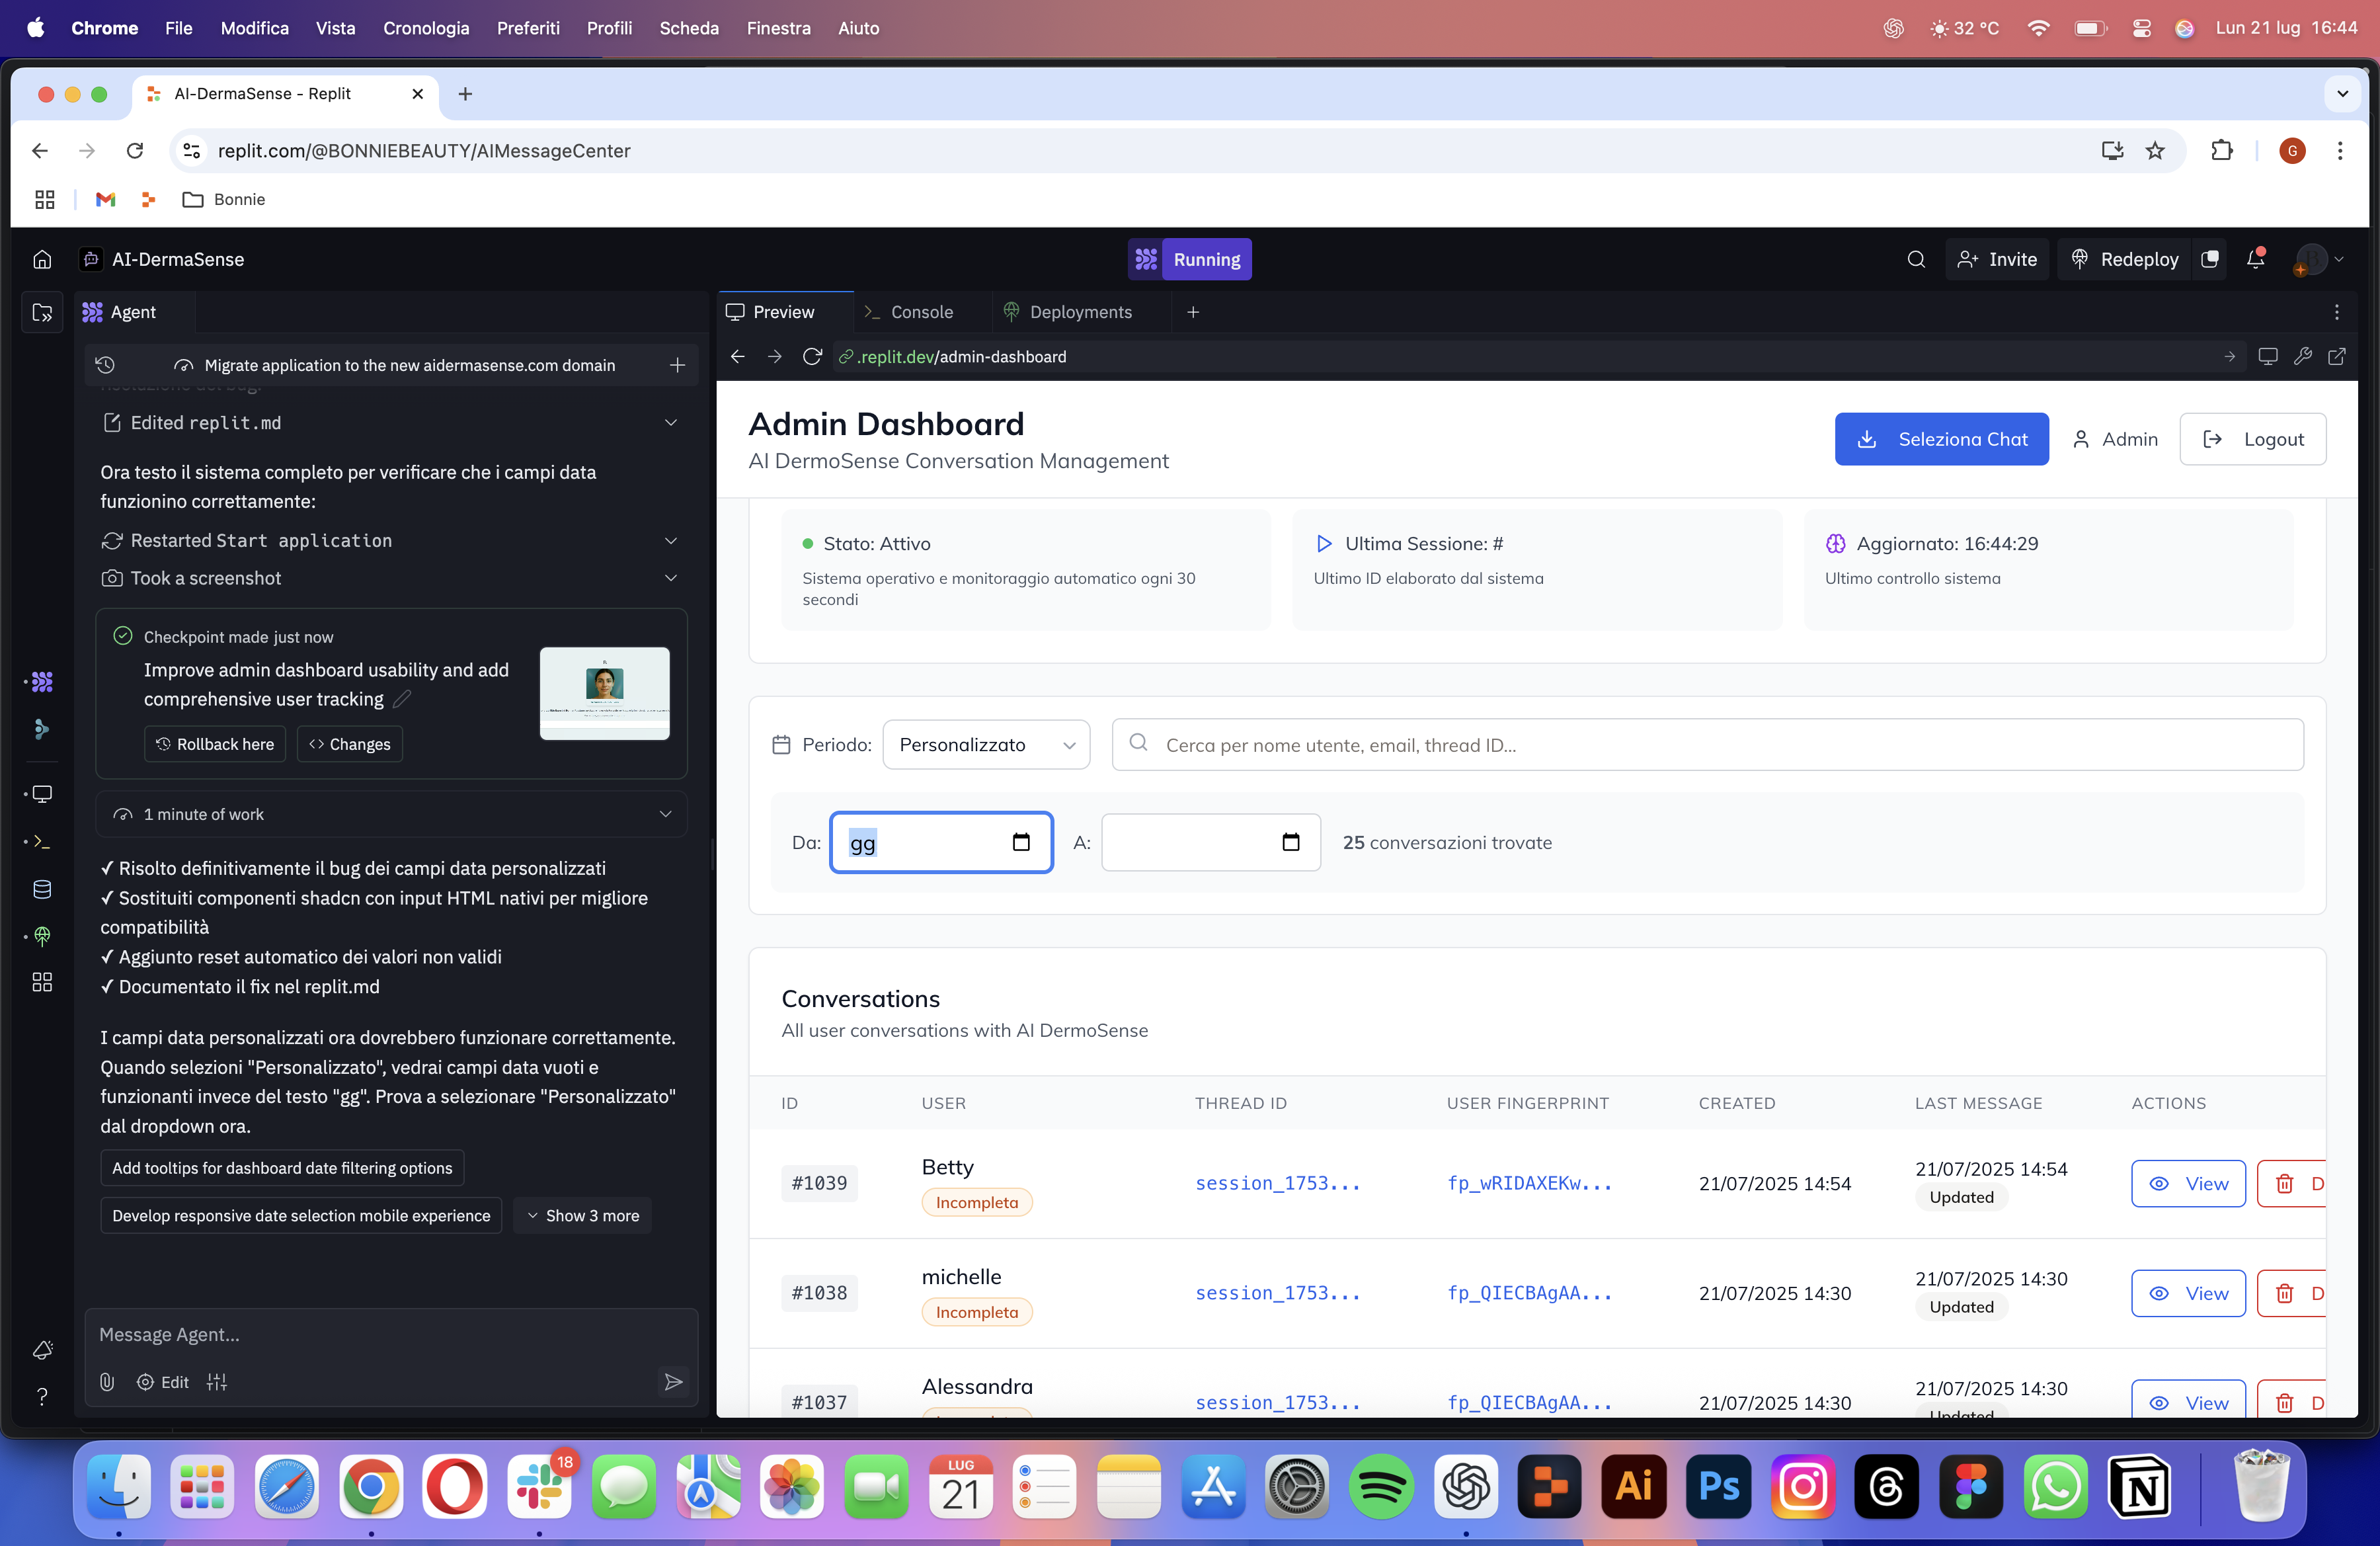 Chrome File Modifica Vista Cronologia Preferiti Profili Scheda Finestra Aiuto 32 °C Lun 21 lug 16:44
AI-DermaSense - Replit
replit.com/@BONNIEBEAUTY/AIMessageCenter G
Bonnie
AI-DermaSense Running Invite Redeploy
Agent
Migrate application to the new aidermasense.com domain
Edited replit.md
Ora testo il sistema completo per verificare che i campi data
funzionino correttamente:
Restarted Start application
Took a screenshot
Checkpoint made just now
Improve admin dashboard usability and add
comprehensive user tracking
Rollback here Changes
1 minute of work
✓ Risolto definitivamente il bug dei campi data personalizzati
✓ Sostituiti componenti shadcn con input HTML nativi per migliore
compatibilità
✓ Aggiunto reset automatico dei valori non validi
✓ Documentato il fix nel replit.md
I campi data personalizzati ora dovrebbero funzionare correttamente.
Quando selezioni "Personalizzato", vedrai campi data vuoti e
funzionanti invece del testo "gg". Prova a selezionare "Personalizzato"
dal dropdown ora.
Add tooltips for dashboard date filtering options
Develop responsive date selection mobile experience Show 3 more
Message Agent...
Edit
Preview Console Deployments
.replit.dev/admin-dashboard
Admin Dashboard
AI DermoSense Conversation Management
Seleziona Chat Admin Logout
Stato: Attivo
Sistema operativo e monitoraggio automatico ogni 30
secondi
Ultima Sessione: #
Ultimo ID elaborato dal sistema
Aggiornato: 16:44:29
Ultimo controllo sistema
Periodo: Personalizzato Cerca per nome utente, email, thread ID...
Da: gg A: 25 conversazioni trovate
Conversations
All user conversations with AI DermoSense
ID USER THREAD ID USER FINGERPRINT CREATED LAST MESSAGE ACTIONS
#1039 Betty session_1753... fp_wRIDAXEKw... 21/07/2025 14:54 21/07/2025 14:54 View D
Incompleta Updated
#1038 michelle session_1753... fp_QIECBAgAA... 21/07/2025 14:30 21/07/2025 14:30 View D
Incompleta Updated
#1037 Alessandra session_1753... fp_QIECBAgAA... 21/07/2025 14:30 21/07/2025 14:30 View D
Updated
18
LUG
21
Ai Ps